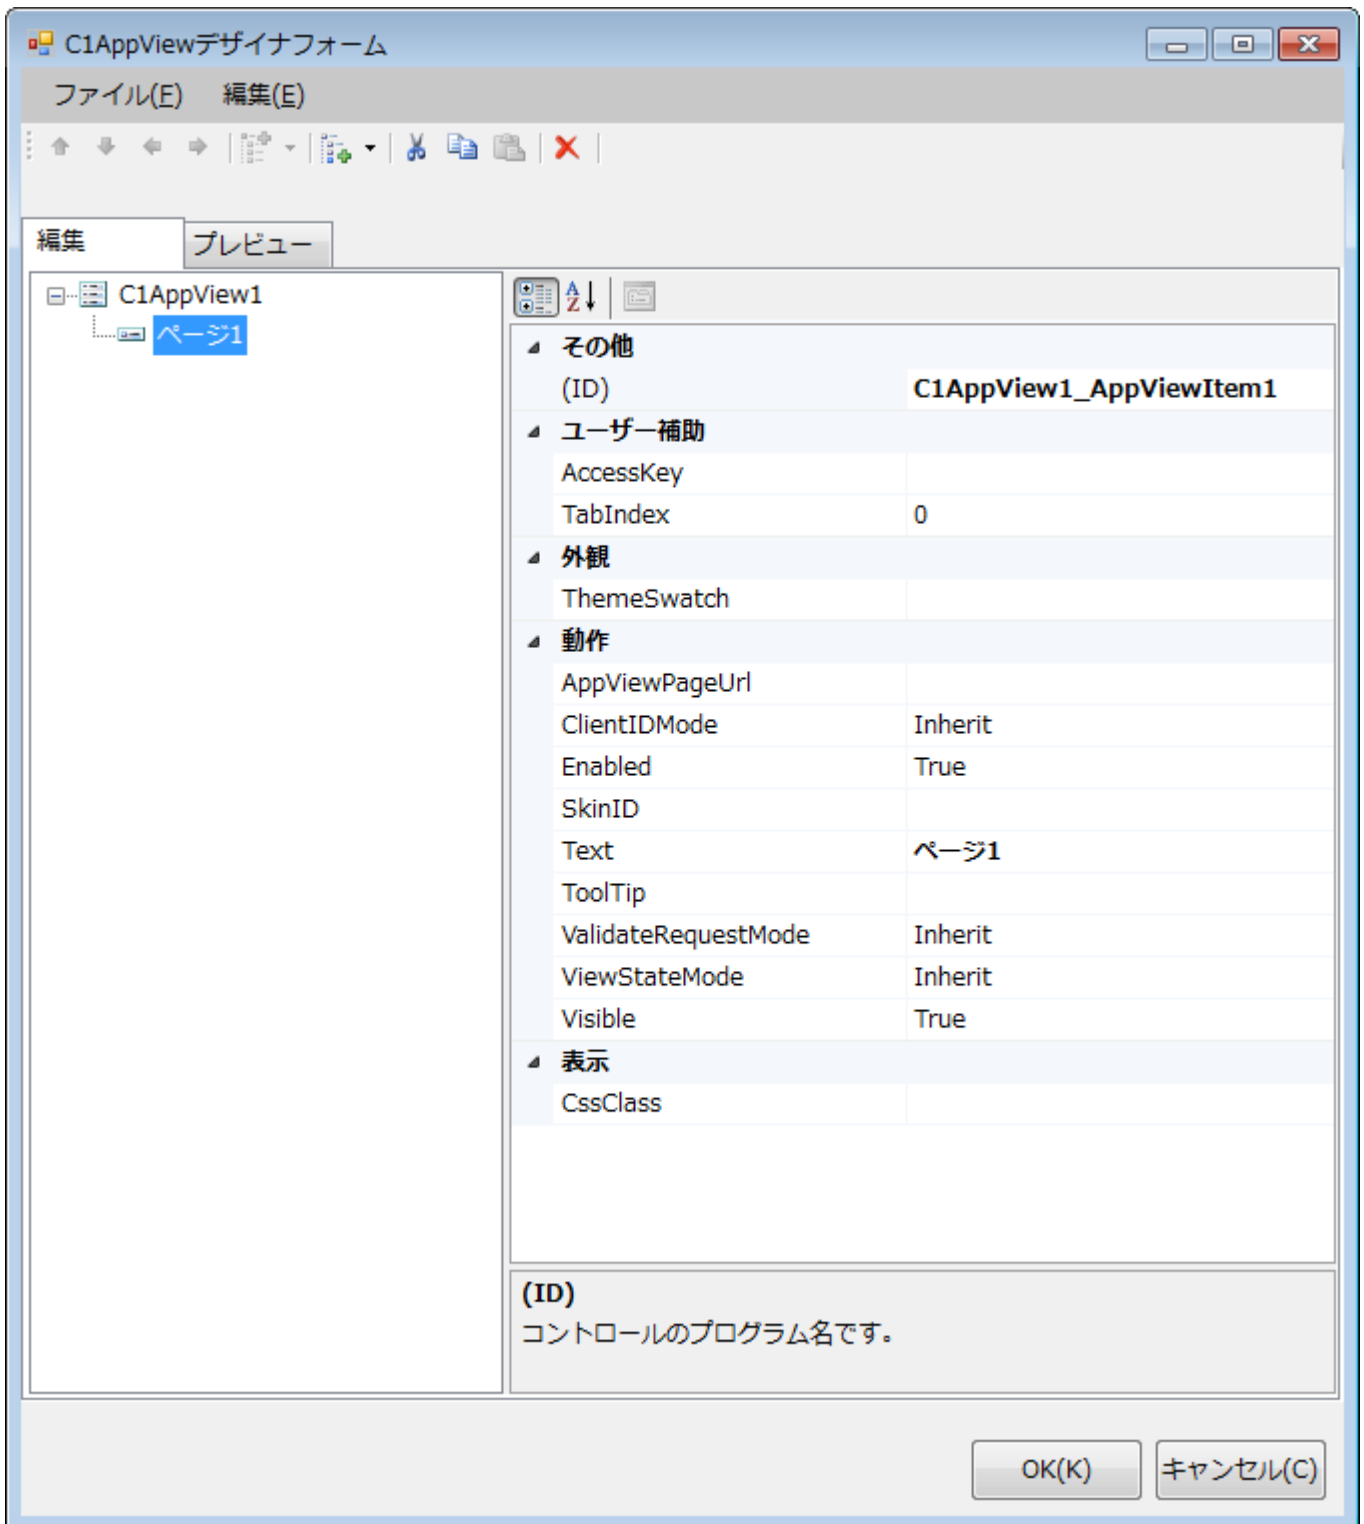 C1AppViewデザイナフォーム
ファイル(F) 編集(E)
編集 プレビュー
C1AppView1
ページ1
その他
(ID) C1AppView1_AppViewItem1
ユーザー補助
AccessKey
TabIndex 0
外観
ThemeSwatch
動作
AppViewPageUrl
ClientIDMode Inherit
Enabled True
SkinID
Text ページ1
ToolTip
ValidateRequestMode Inherit
ViewStateMode Inherit
Visible True
表示
CssClass
(ID)
コントロールのプログラム名です。
OK(K) キャンセル(C)